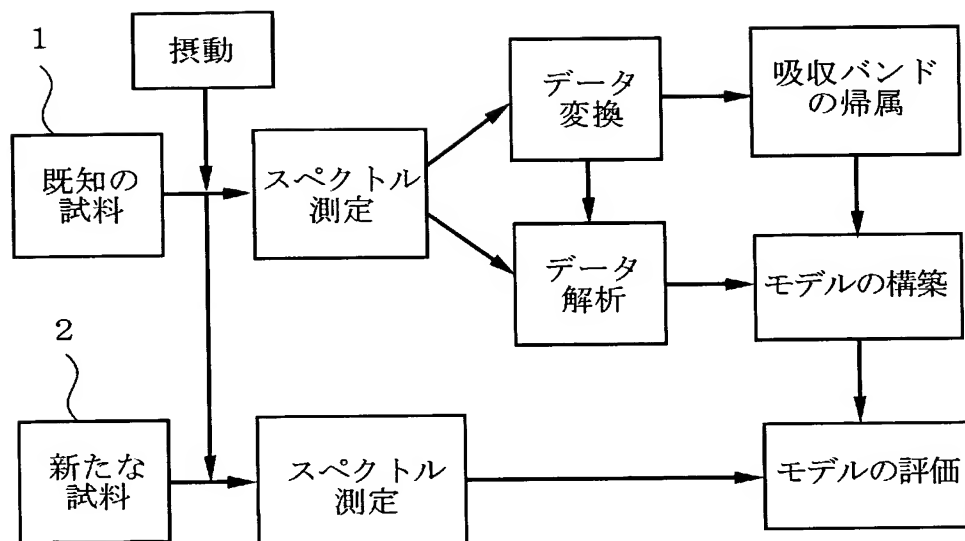 1
摂動
既知の
試料
スペクトル
測定
データ
変換
吸収バンド
の帰属
データ
解析
モデルの構築
2
新たな
試料
スペクトル
測定
モデルの評価